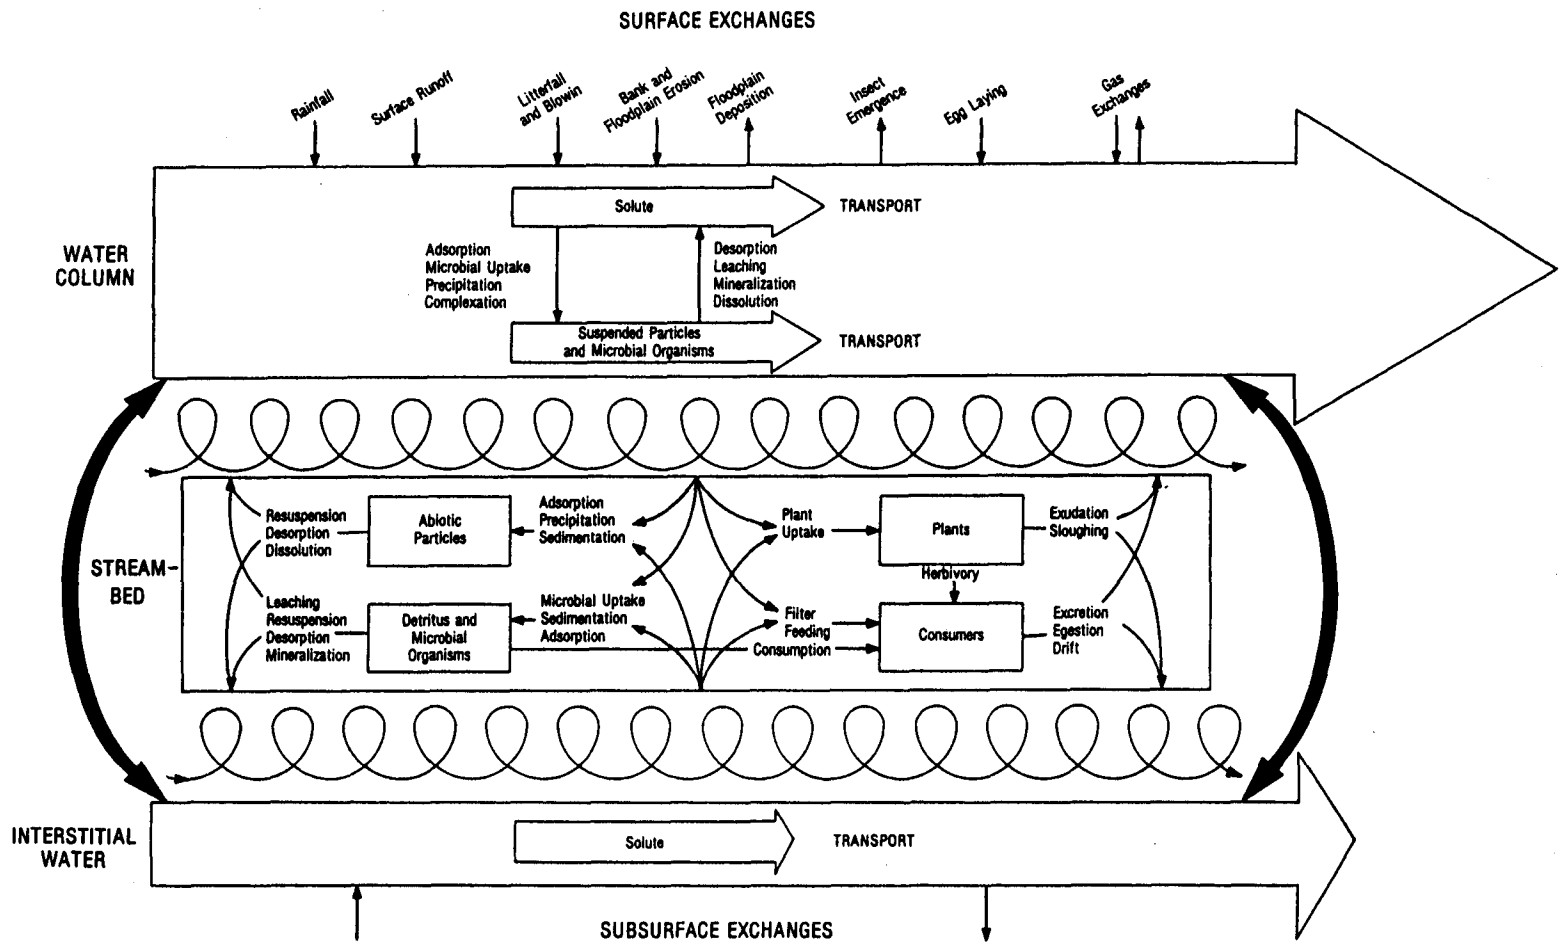 SURFACE EXCHANGES
Rainfall
Surface Runoff
Litterfall
and Blowin
Bank and
Floodplain Erosion
Floodplain
Deposition
Insect
Emergence
Egg Laying
Gas
Exchanges
WATER
COLUMN
Solute
TRANSPORT
Adsorption
Microbial Uptake
Precipitation
Complexation
Desorption
Leaching
Mineralization
Dissolution
Suspended Particles
and Microbial Organisms
TRANSPORT
STREAM-
BED
Resuspension
Desorption
Dissolution
Abiotic
Particles
Adsorption
Precipitation
Sedimentation
Plant
Uptake
Plants
Exudation
Sloughing
Herbivory
Leaching
Resuspension
Desorption
Mineralization
Detritus and
Microbial
Organisms
Microbial Uptake
Sedimentation
Adsorption
Filter
Feeding
Consumption
Consumers
Excretion
Egestion
Drift
INTERSTITIAL
WATER
Solute
TRANSPORT
SUBSURFACE EXCHANGES